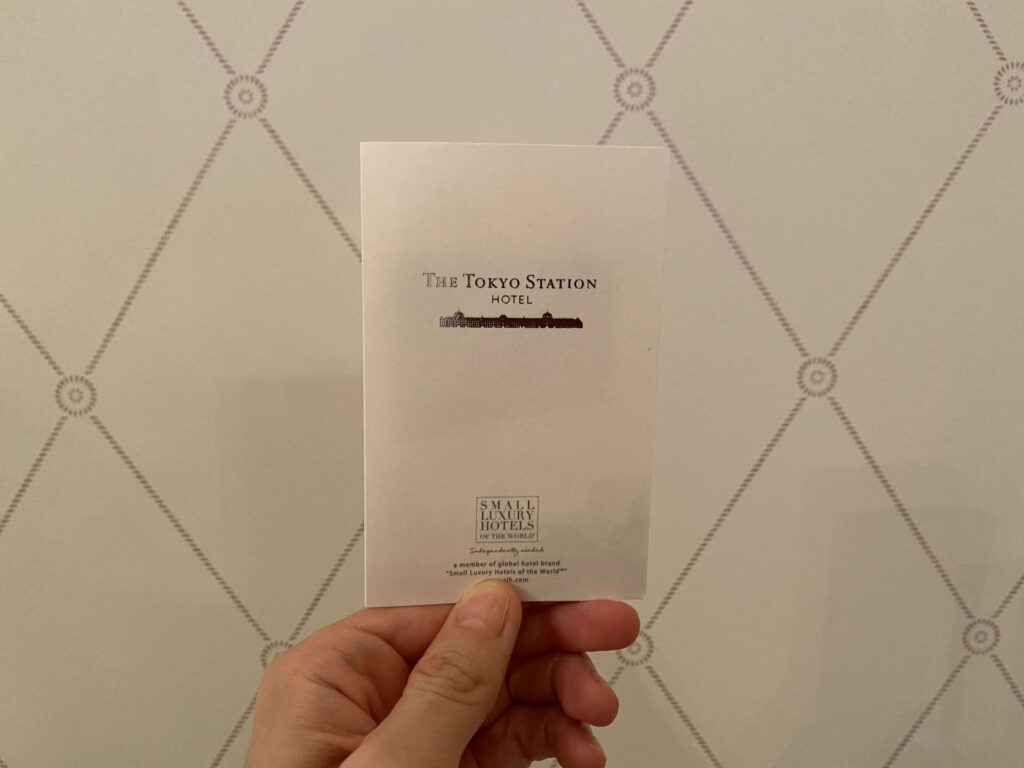 THE TOKYO STATION
HOTEL
SMALL
LUXURY
HOTELS
OF THE WORLD
Independently minded
a member of global hotel brand
"Small Luxury Hotels of the World™"